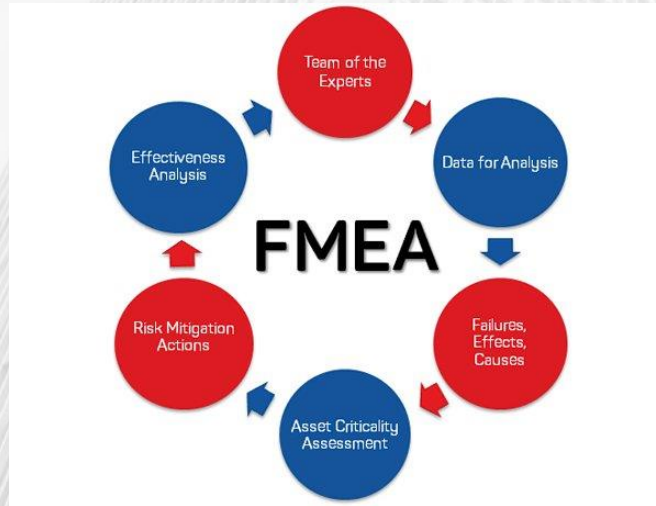 Team of the
Experts
Data for Analysis
Failures,
Effects,
Causes
Asset Criticality
Assessment
Risk Mitigation
Actions
Effectiveness
Analysis
FMEA